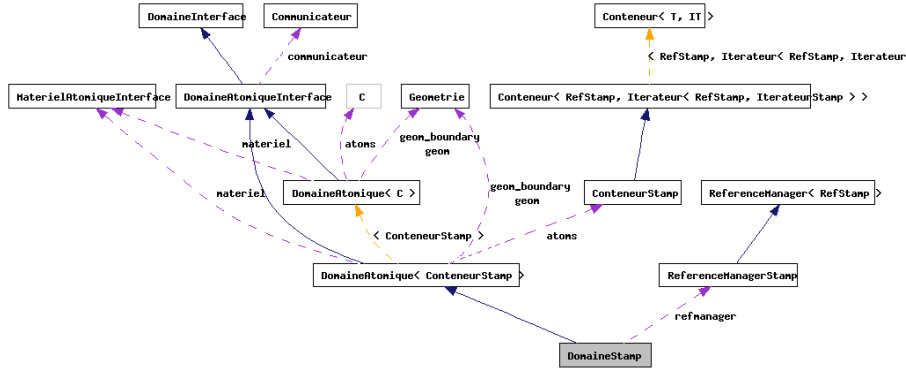 DomaineInterface
Communicateur
Conteneur< T, IT >
communicateur
< RefStamp, Iterateur< RefStamp, Iterateur
MaterielAtomiqueInterface
DomaineAtomiqueInterface
C
Geometrie
Conteneur< RefStamp, Iterateur< RefStamp, IterateurStamp > >
materiel
atoms
geom_boundary
geom
DomaineAtomique< C >
ConteneurStamp
ReferenceManager< RefStamp >
materiel
geom_boundary
geom
< ConteneurStamp >
atoms
DomaineAtomique< ConteneurStamp >
ReferenceManagerStamp
refmanager
DomaineStamp